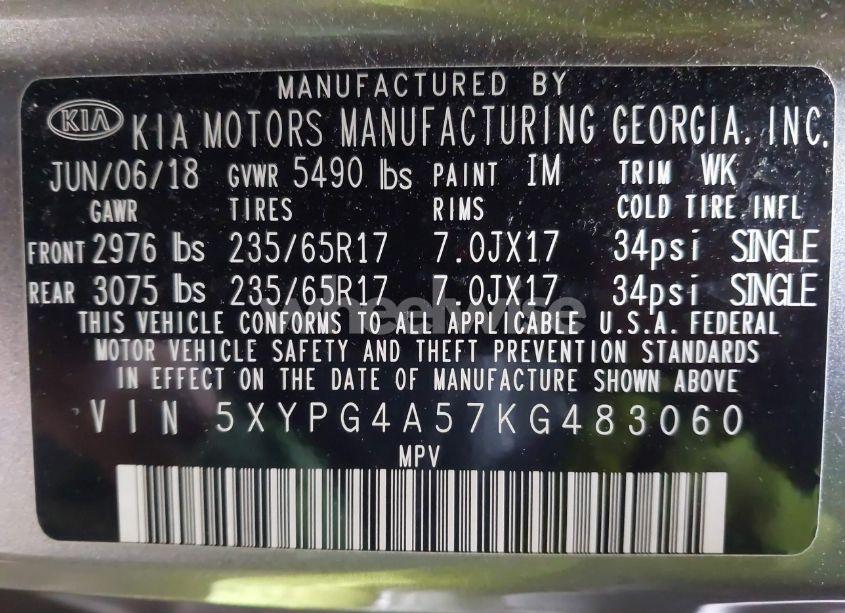 MANUFACTURED BY
KIA KIA MOTORS MANUFACTURING GEORGIA, INC.
JUN/06/18 GVWR 5490 lbs PAINT IM TRIM WK
GAWR TIRES RIMS COLD TIRE INFL
FRONT 2976 lbs 235/65R17 7.0JX17 34psi SINGLE
REAR 3075 lbs 235/65R17 7.0JX17 34psi SINGLE
THIS VEHICLE CONFORMS TO ALL APPLICABLE U.S.A. FEDERAL
MOTOR VEHICLE SAFETY AND THEFT PREVENTION STANDARDS
IN EFFECT ON THE DATE OF MANUFACTURE SHOWN ABOVE
VIN 5XYPG4A57KG483060
MPV